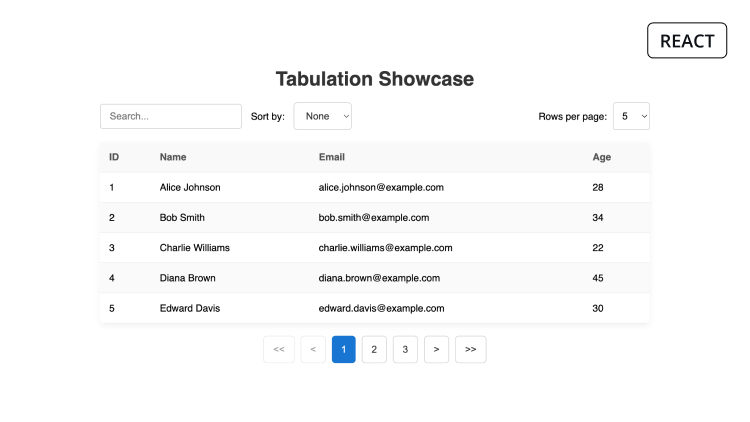 REACT
Tabulation Showcase
Search... Sort by: None Rows per page: 5
ID Name Email Age
1 Alice Johnson alice.johnson@example.com 28
2 Bob Smith bob.smith@example.com 34
3 Charlie Williams charlie.williams@example.com 22
4 Diana Brown diana.brown@example.com 45
5 Edward Davis edward.davis@example.com 30
<< < 1 2 3 > >>